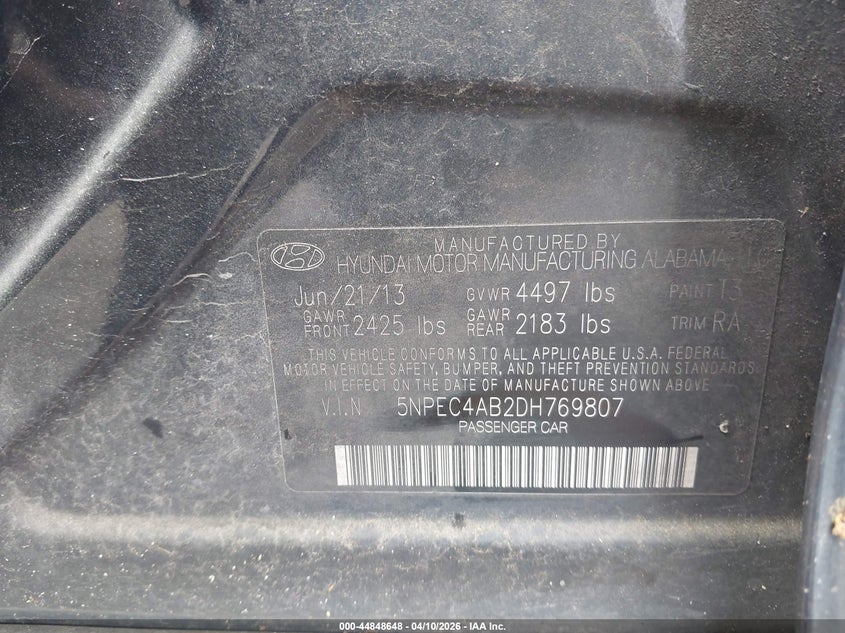 MANUFACTURED BY
HYUNDAI MOTOR MANUFACTURING ALABAMA, LLC
Jun/21/13 GVWR 4497 lbs PAINT T3
GAWR FRONT 2425 lbs GAWR REAR 2183 lbs TRIM RA
THIS VEHICLE CONFORMS TO ALL APPLICABLE U.S.A. FEDERAL
MOTOR VEHICLE SAFETY, BUMPER, AND THEFT PREVENTION STANDARDS
IN EFFECT ON THE DATE OF MANUFACTURE SHOWN ABOVE
V.I.N 5NPEC4AB2DH769807
PASSENGER CAR
000-44848648 - 04/10/2026 - IAA Inc.